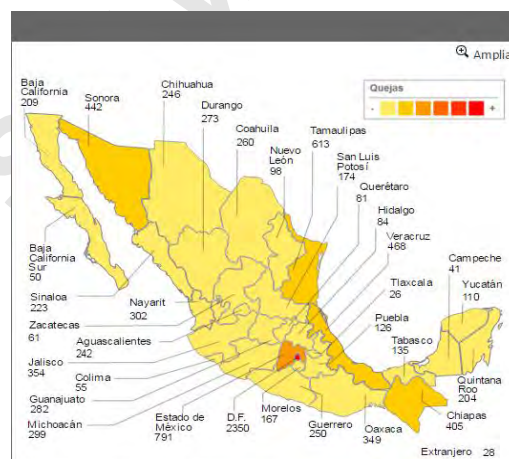 Amplia
Quejas
- +
Baja
California
209
Sonora
442
Chihuahua
246
Durango
273
Coahuila
260
Nuevo
León
98
Tamaulipas
613
San Luis
Potosí
174
Querétaro
81
Hidalgo
84
Veracruz
468
Campeche
41
Yucatán
110
Tlaxcala
26
Puebla
126
Tabasco
135
Baja
California
Sur
50
Sinaloa
223
Nayarit
302
Zacatecas
61
Aguascalientes
242
Jalisco
354
Colima
55
Guanajuato
282
Michoacán
299
Estado de
México
791
D.F.
2350
Morelos
167
Guerrero
250
Oaxaca
349
Quintana
Roo
204
Chiapas
405
Extranjero 28